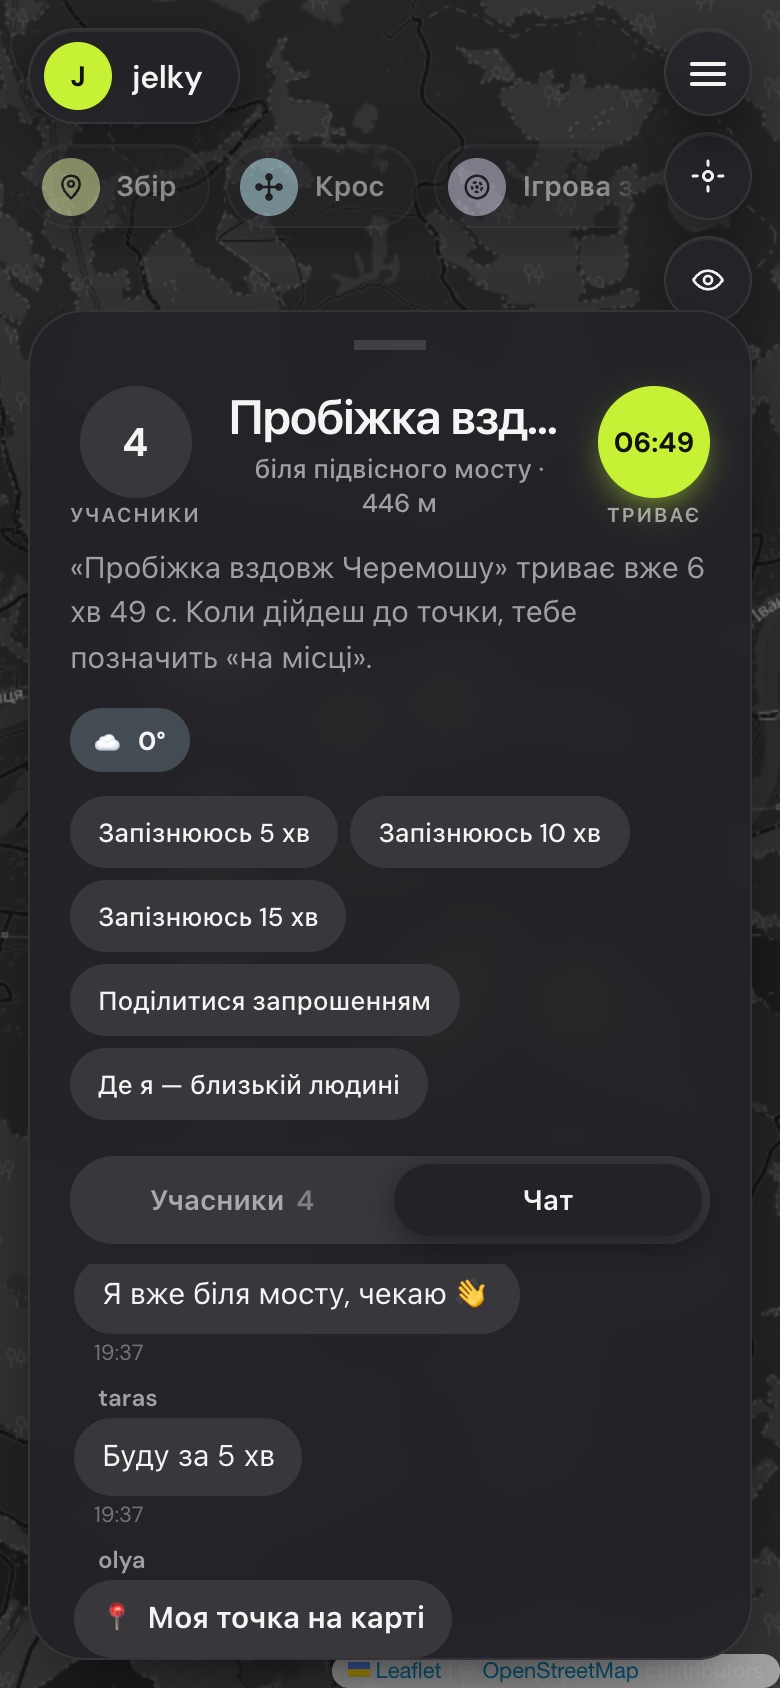 J jelky
Збір
Крос
Ігрова з
4
Пробіжка взд...
06:49
біля підвісного мосту ·
446 м
УЧАСНИКИ
ТРИВАЄ
«Пробіжка вздовж Черемошу» триває вже 6
хв 49 с. Коли дійдеш до точки, тебе
позначить «на місці».
0°
Запізнююсь 5 хв
Запізнююсь 10 хв
Запізнююсь 15 хв
Поділитися запрошенням
Де я — близькій людині
Учасники 4
Чат
Я вже біля мосту, чекаю 👋
19:37
taras
Буду за 5 хв
19:37
olya
📍 Моя точка на карті
Leaflet | © OpenStreetMap contributors